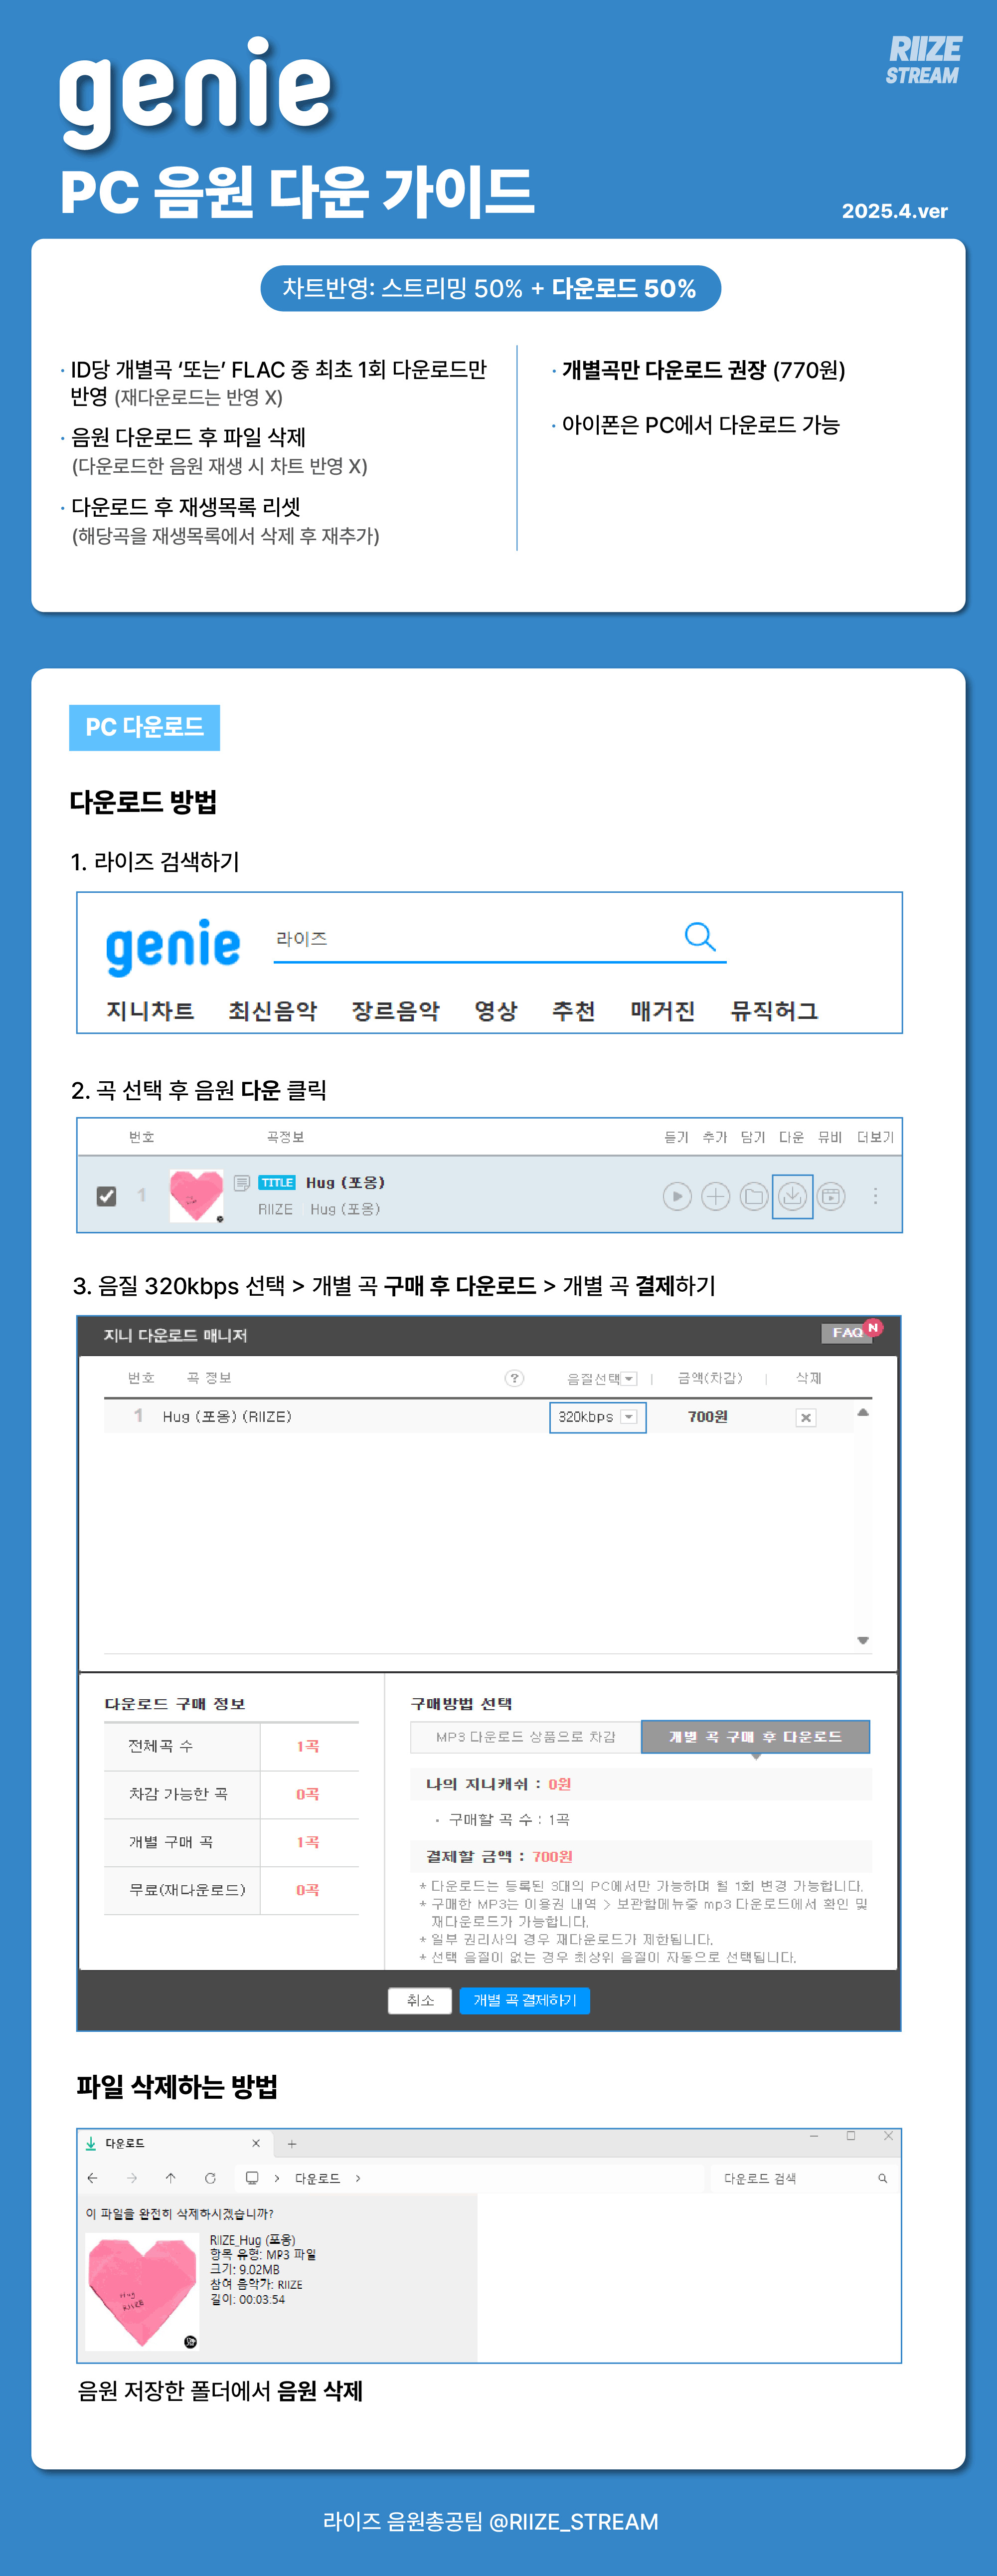 genie
RIIZE
STREAM
PC 음원 다운 가이드
2025.4.ver
차트반영: 스트리밍 50% + 다운로드 50%
· ID당 개별곡 ‘또는’ FLAC 중 최초 1회 다운로드만
반영 (재다운로드는 반영 X)
· 음원 다운로드 후 파일 삭제
(다운로드한 음원 재생 시 차트 반영 X)
· 다운로드 후 재생목록 리셋
(해당곡을 재생목록에서 삭제 후 재추가)
· 개별곡만 다운로드 권장 (770원)
· 아이폰은 PC에서 다운로드 가능
PC 다운로드
다운로드 방법
1. 라이즈 검색하기
genie 라이즈
지니차트 최신음악 장르음악 영상 추천 매거진 뮤직허그
2. 곡 선택 후 음원 다운 클릭
번호 곡정보 듣기 추가 담기 다운 뮤비 더보기
1 TITLE Hug (포옹)
RIIZE Hug (포옹)
3. 음질 320kbps 선택 > 개별 곡 구매 후 다운로드 > 개별 곡 결제하기
지니 다운로드 매니저 FAQ N
번호 곡 정보 ? 음질선택 | 금액(차감) | 삭제
1 Hug (포옹) (RIIZE) 320kbps 700원
다운로드 구매 정보
전체곡 수 1곡
차감 가능한 곡 0곡
개별 구매 곡 1곡
무료(재다운로드) 0곡
구매방법 선택
MP3 다운로드 상품으로 차감 개별 곡 구매 후 다운로드
나의 지니캐쉬 : 0원
· 구매할 곡 수 : 1곡
결제할 금액 : 700원
* 다운로드는 등록된 3대의 PC에서만 가능하며 월 1회 변경 가능합니다.
* 구매한 MP3는 이용권 내역 > 보관함메뉴중 mp3 다운로드에서 확인 및
재다운로드가 가능합니다.
* 일부 권리사의 경우 재다운로드가 제한됩니다.
* 선택 음질이 없는 경우 최상위 음질이 자동으로 선택됩니다.
취소 개별 곡 결제하기
파일 삭제하는 방법
다운로드
다운로드 다운로드 검색
이 파일을 완전히 삭제하시겠습니까?
Hug
RIIZE
RIIZE_Hug (포옹)
항목 유형: MP3 파일
크기: 9.02MB
참여 음악가: RIIZE
길이: 00:03:54
음원 저장한 폴더에서 음원 삭제
라이즈 음원총공팀 @RIIZE_STREAM